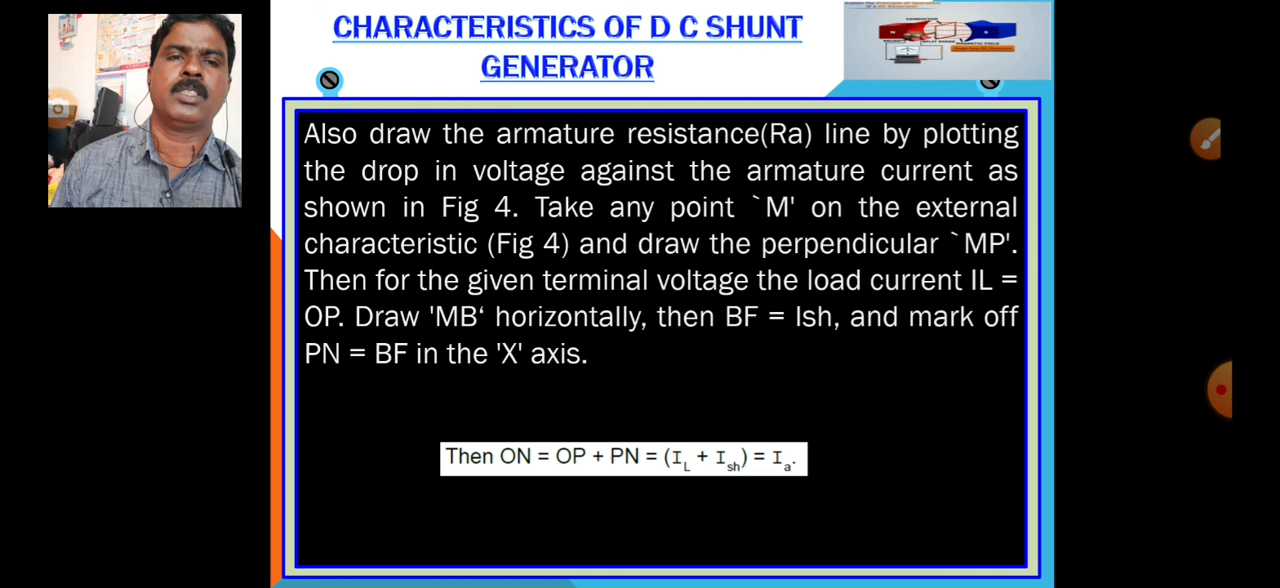 CHARACTERISTICS OF D C SHUNT
GENERATOR
Also draw the armature resistance(Ra) line by plotting
the drop in voltage against the armature current as
shown in Fig 4. Take any point `M' on the external
characteristic (Fig 4) and draw the perpendicular `MP'.
Then for the given terminal voltage the load current IL =
OP. Draw 'MB‘ horizontally, then BF = Ish, and mark off
PN = BF in the 'X' axis.
Then ON = OP + PN = (I_L + I_sh) = I_a.